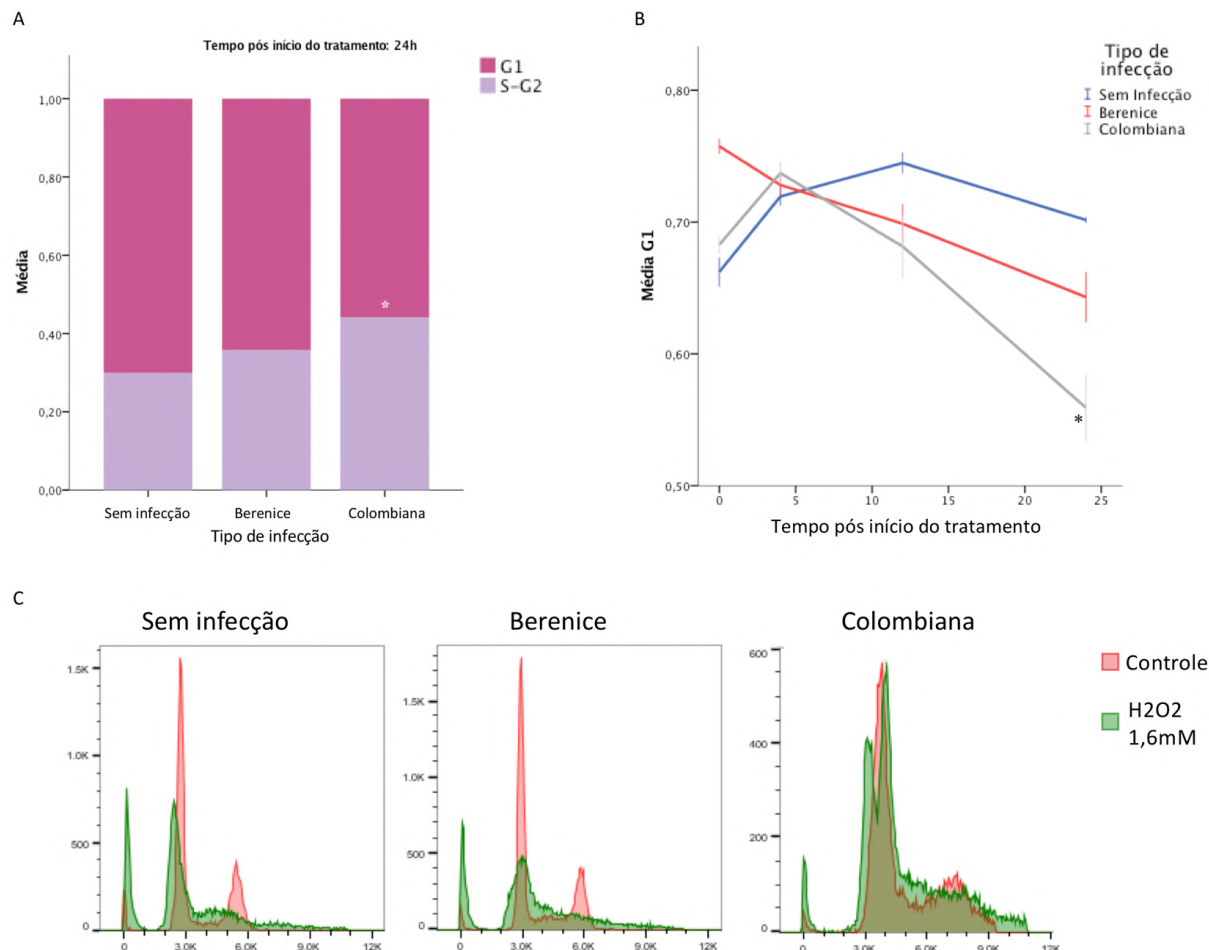 A
Tempo pós início do tratamento: 24h
G1
S-G2
1,00
0,80
0,60
0,40
0,20
0,00
Média
*
Sem infecção
Berenice
Colombiana
Tipo de infecção
B
Tipo de
infecção
Sem Infecção
Berenice
Colombiana
0,80
0,70
0,60
0,50
Média G1
*
0
5
10
15
20
25
Tempo pós início do tratamento
C
Sem infecção
1.5K
1.0K
500
0
0
3.0K
6.0K
9.0K
12K
Berenice
1.5K
1.0K
500
0
0
3.0K
6.0K
9.0K
12K
Colombiana
600
400
200
0
0
3.0K
6.0K
9.0K
12K
Controle
H2O2
1,6mM